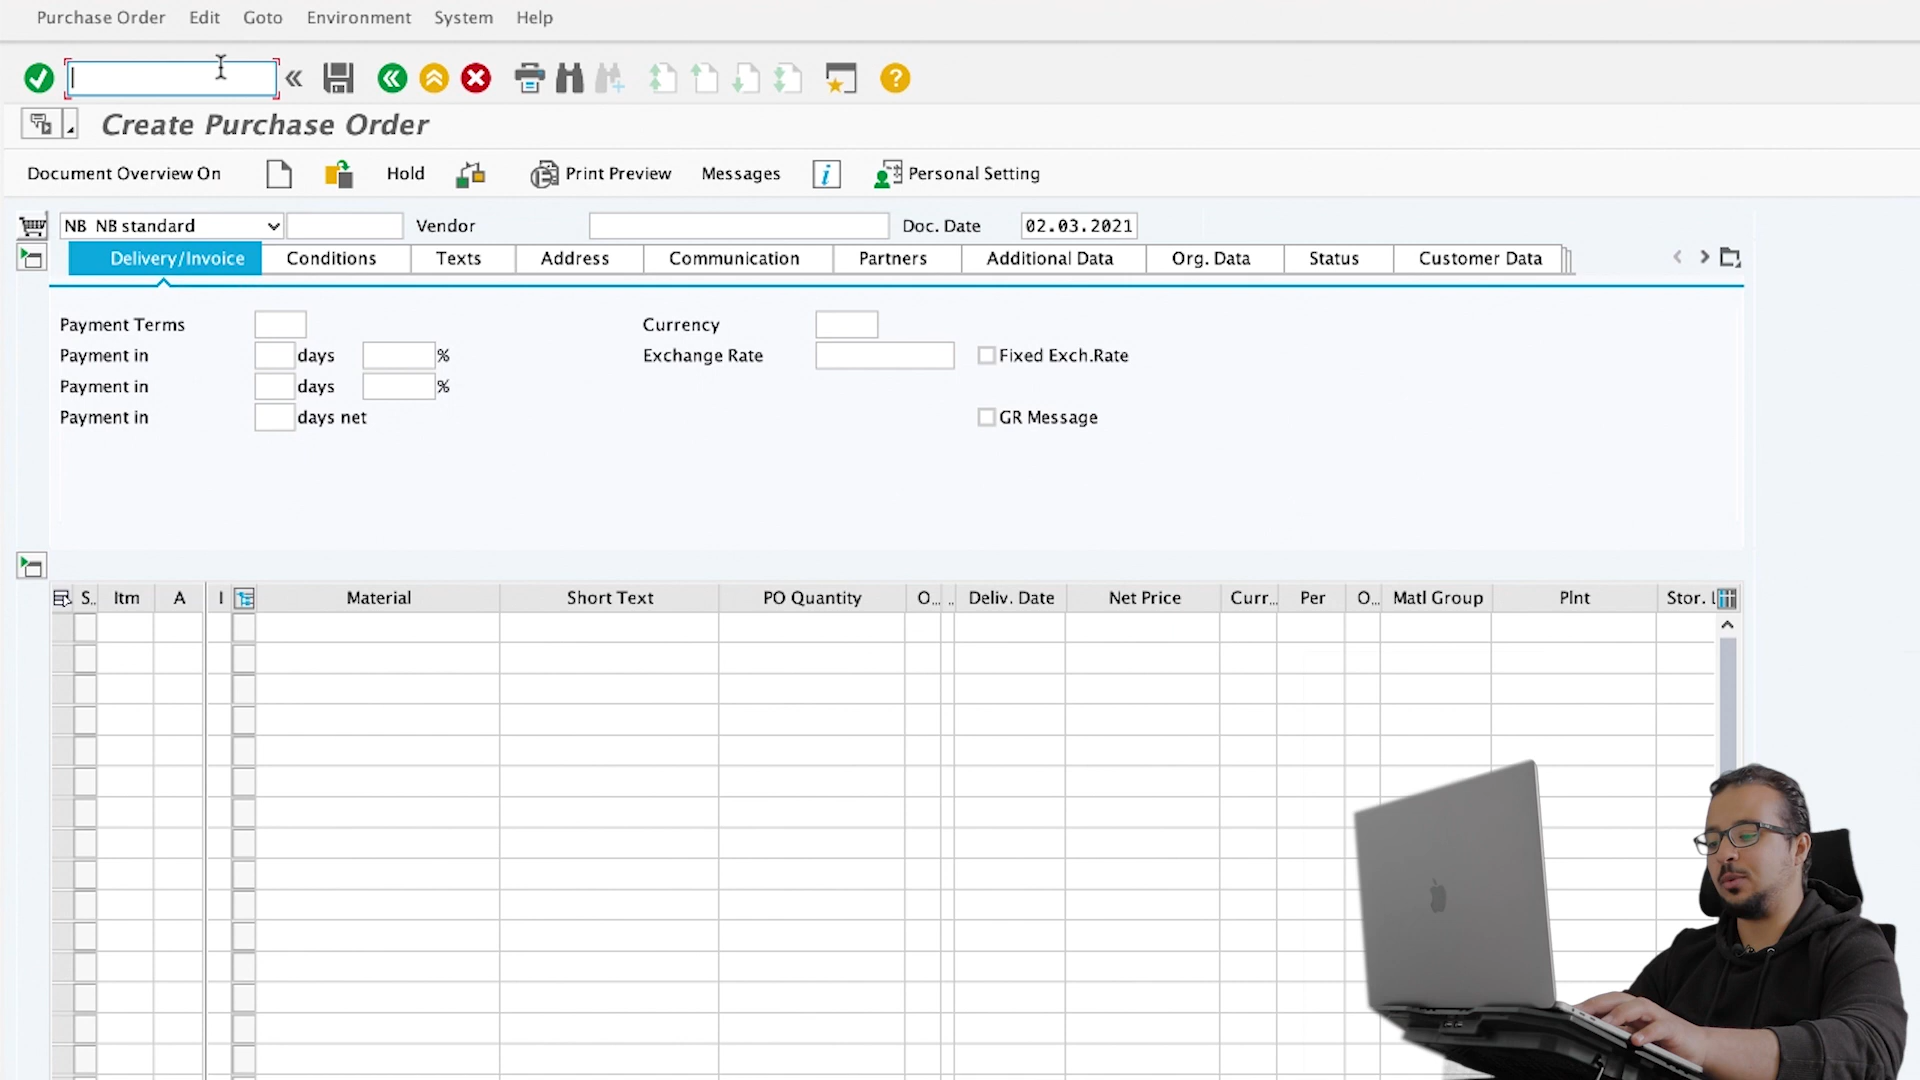 Purchase Order Edit Goto Environment System Help
Create Purchase Order
Document Overview On Hold Print Preview Messages Personal Setting
NB NB standard Vendor Doc. Date 02.03.2021
Delivery/Invoice Conditions Texts Address Communication Partners Additional Data Org. Data Status Customer Data
Payment Terms Currency
Payment in days % Exchange Rate Fixed Exch.Rate
Payment in days %
Payment in days net GR Message
S.. Itm A I Material Short Text PO Quantity O... .. Deliv. Date Net Price Curr... Per O... Matl Group Plnt Stor. L